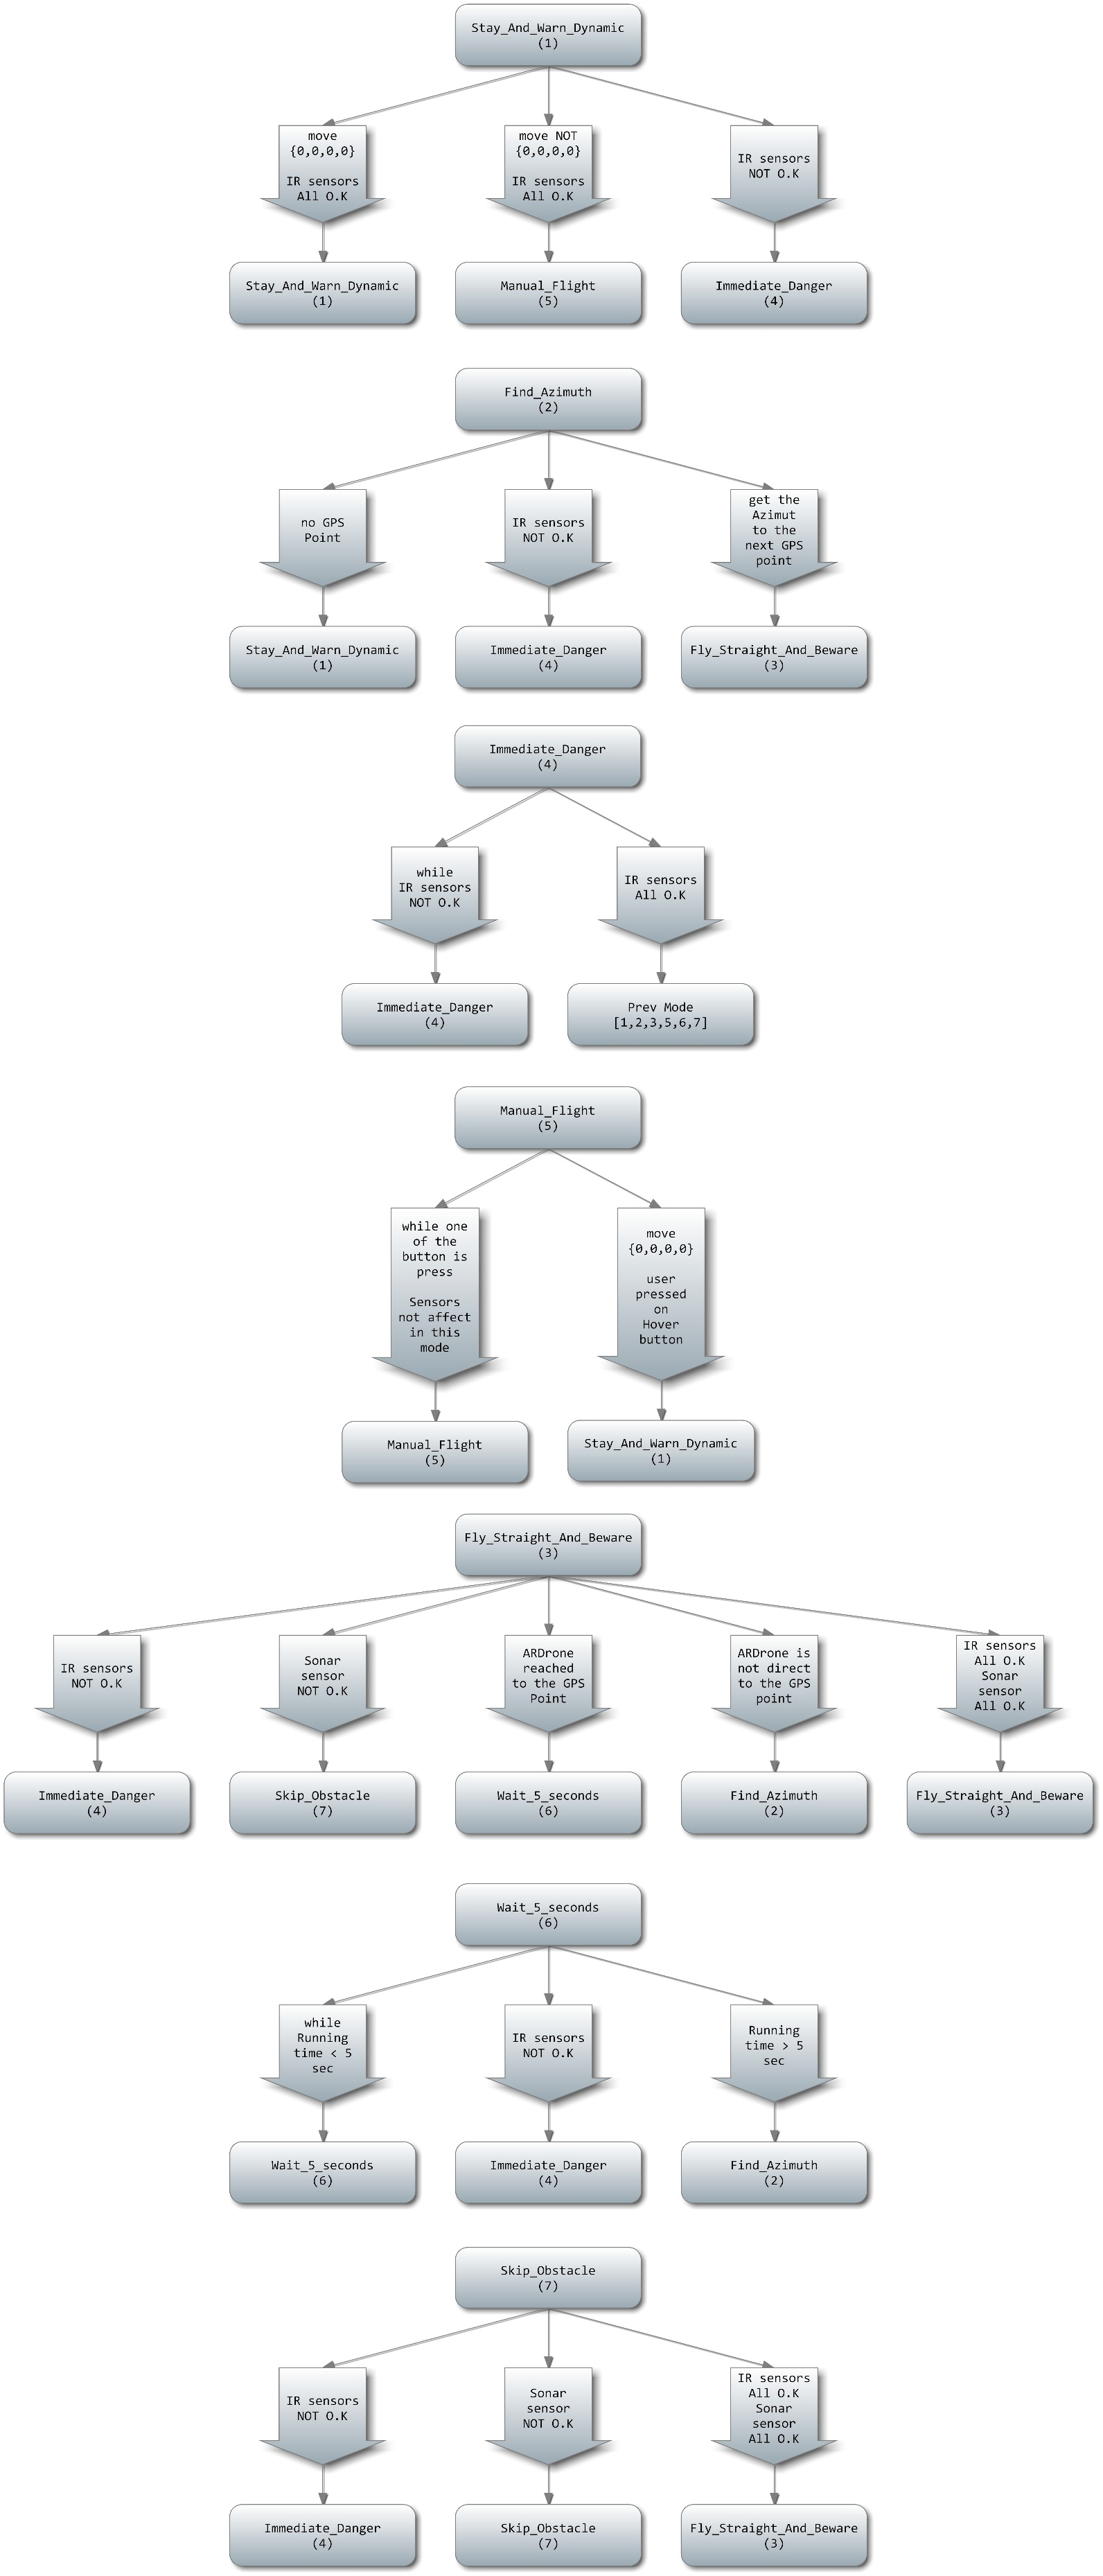 Stay_And_Warn_Dynamic
(1)
move
{0,0,0,0}
IR sensors
All O.K
move NOT
{0,0,0,0}
IR sensors
All O.K
IR sensors
NOT O.K
Stay_And_Warn_Dynamic
(1)
Manual_Flight
(5)
Immediate_Danger
(4)
Find_Azimuth
(2)
no GPS
Point
IR sensors
NOT O.K
get the
Azimut
to the
next GPS
point
Stay_And_Warn_Dynamic
(1)
Immediate_Danger
(4)
Fly_Straight_And_Beware
(3)
Immediate_Danger
(4)
while
IR sensors
NOT O.K
IR sensors
All O.K
Immediate_Danger
(4)
Prev Mode
[1,2,3,5,6,7]
Manual_Flight
(5)
while one
of the
button is
press
Sensors
not affect
in this
mode
move
{0,0,0,0}
user
pressed
on
Hover
button
Manual_Flight
(5)
Stay_And_Warn_Dynamic
(1)
Fly_Straight_And_Beware
(3)
IR sensors
NOT O.K
Sonar
sensor
NOT O.K
ARDrone
reached
to the GPS
Point
ARDrone is
not direct
to the GPS
point
IR sensors
All O.K
Sonar
sensor
All O.K
Immediate_Danger
(4)
Skip_Obstacle
(7)
Wait_5_seconds
(6)
Find_Azimuth
(2)
Fly_Straight_And_Beware
(3)
Wait_5_seconds
(6)
while
Running
time < 5
sec
IR sensors
NOT O.K
Running
time > 5
sec
Wait_5_seconds
(6)
Immediate_Danger
(4)
Find_Azimuth
(2)
Skip_Obstacle
(7)
IR sensors
NOT O.K
Sonar
sensor
NOT O.K
IR sensors
All O.K
Sonar
sensor
All O.K
Immediate_Danger
(4)
Skip_Obstacle
(7)
Fly_Straight_And_Beware
(3)